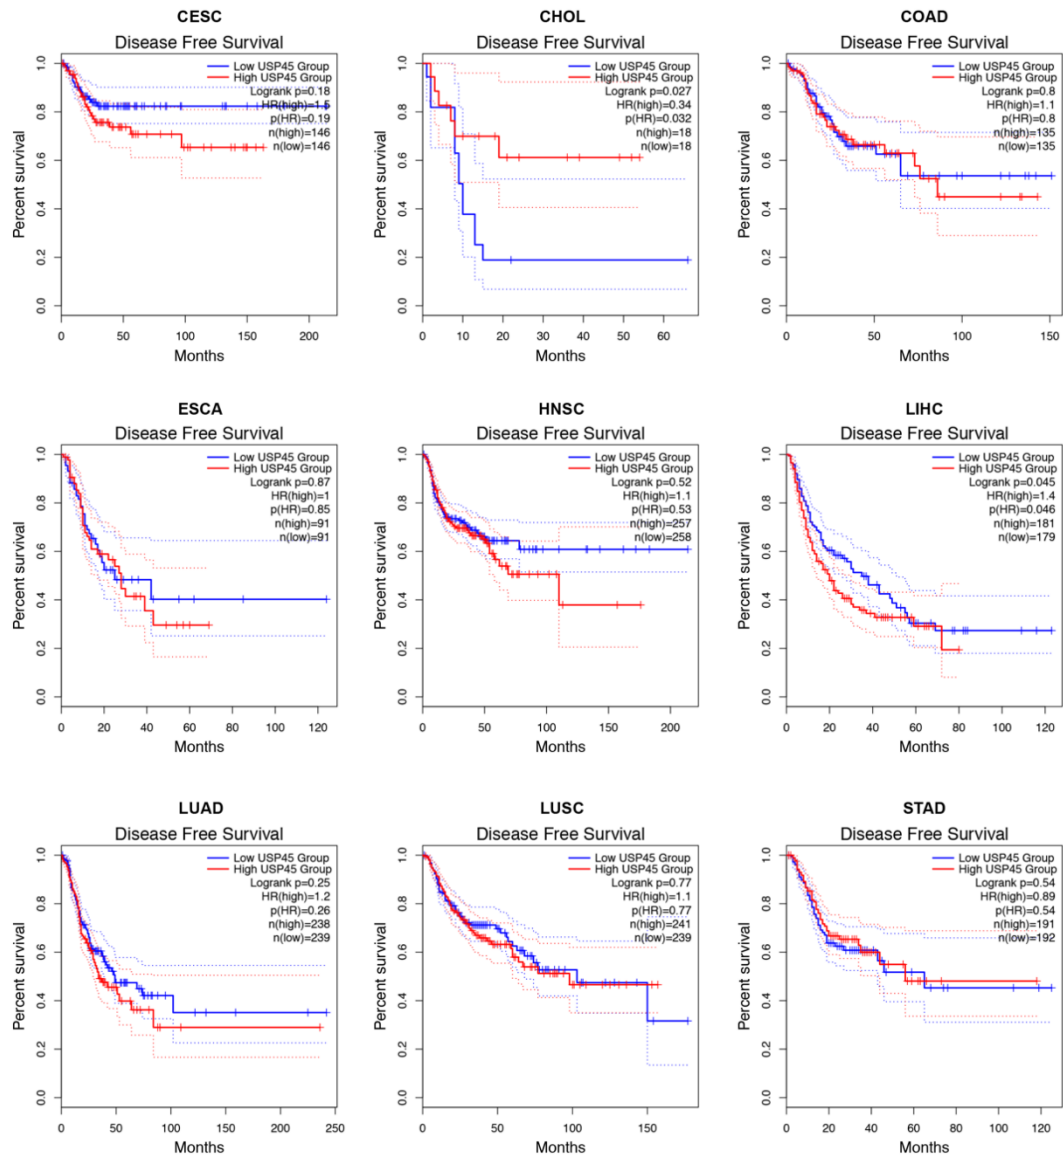 CESC
Disease Free Survival
Low USP45 Group
High USP45 Group
Logrank p=0.18
HR(high)=1.5
p(HR)=0.19
n(high)=146
n(low)=146
Percent survival
0.0 0.2 0.4 0.6 0.8 1.0
0 50 100 150 200
Months
CHOL
Disease Free Survival
Low USP45 Group
High USP45 Group
Logrank p=0.027
HR(high)=0.34
p(HR)=0.032
n(high)=18
n(low)=18
Percent survival
0.0 0.2 0.4 0.6 0.8 1.0
0 10 20 30 40 50 60
Months
COAD
Disease Free Survival
Low USP45 Group
High USP45 Group
Logrank p=0.8
HR(high)=1.1
p(HR)=0.8
n(high)=135
n(low)=135
Percent survival
0.0 0.2 0.4 0.6 0.8 1.0
0 50 100 150
Months
ESCA
Disease Free Survival
Low USP45 Group
High USP45 Group
Logrank p=0.87
HR(high)=1
p(HR)=0.85
n(high)=91
n(low)=91
Percent survival
0.0 0.2 0.4 0.6 0.8 1.0
0 20 40 60 80 100 120
Months
HNSC
Disease Free Survival
Low USP45 Group
High USP45 Group
Logrank p=0.52
HR(high)=1.1
p(HR)=0.53
n(high)=257
n(low)=258
Percent survival
0.0 0.2 0.4 0.6 0.8 1.0
0 50 100 150 200
Months
LIHC
Disease Free Survival
Low USP45 Group
High USP45 Group
Logrank p=0.045
HR(high)=1.4
p(HR)=0.046
n(high)=181
n(low)=179
Percent survival
0.0 0.2 0.4 0.6 0.8 1.0
0 20 40 60 80 100 120
Months
LUAD
Disease Free Survival
Low USP45 Group
High USP45 Group
Logrank p=0.25
HR(high)=1.2
p(HR)=0.26
n(high)=238
n(low)=239
Percent survival
0.0 0.2 0.4 0.6 0.8 1.0
0 50 100 150 200 250
Months
LUSC
Disease Free Survival
Low USP45 Group
High USP45 Group
Logrank p=0.77
HR(high)=1.1
p(HR)=0.77
n(high)=241
n(low)=239
Percent survival
0.0 0.2 0.4 0.6 0.8 1.0
0 50 100 150
Months
STAD
Disease Free Survival
Low USP45 Group
High USP45 Group
Logrank p=0.54
HR(high)=0.89
p(HR)=0.54
n(high)=191
n(low)=192
Percent survival
0.0 0.2 0.4 0.6 0.8 1.0
0 20 40 60 80 100 120
Months